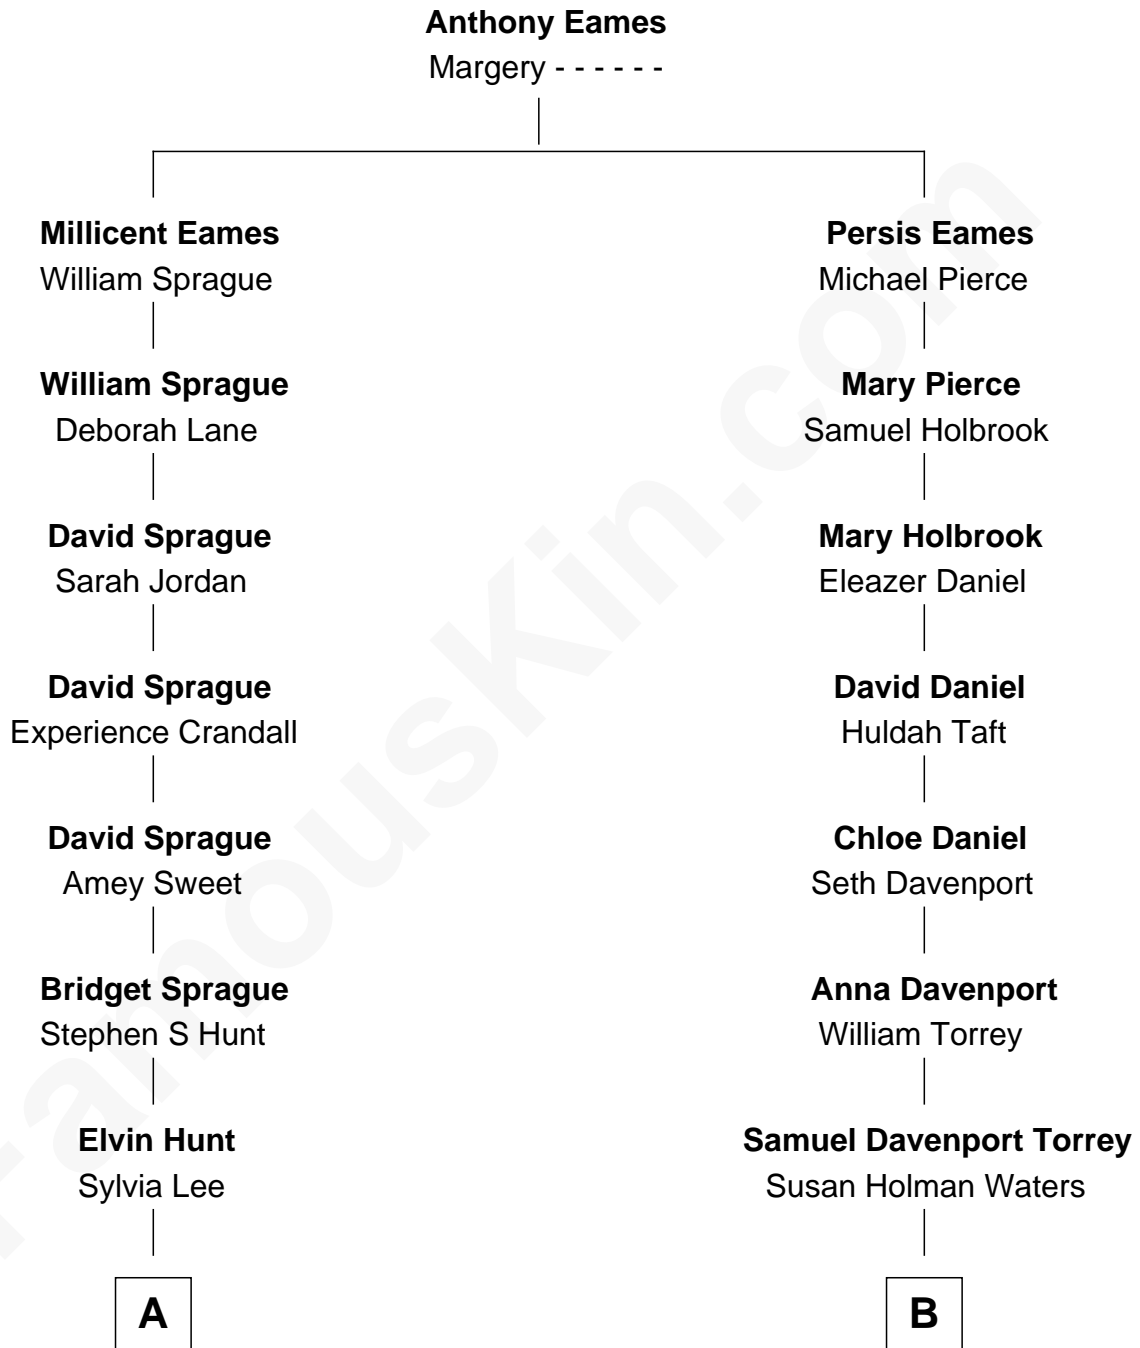 Anthony Eames
Margery - - - - - -
Millicent Eames
William Sprague
Persis Eames
Michael Pierce
William Sprague
Deborah Lane
Mary Pierce
Samuel Holbrook
David Sprague
Sarah Jordan
Mary Holbrook
Eleazer Daniel
David Sprague
Experience Crandall
David Daniel
Huldah Taft
David Sprague
Amey Sweet
Chloe Daniel
Seth Davenport
Bridget Sprague
Stephen S Hunt
Anna Davenport
William Torrey
Elvin Hunt
Sylvia Lee
Samuel Davenport Torrey
Susan Holman Waters
A
B
FamousKin.com